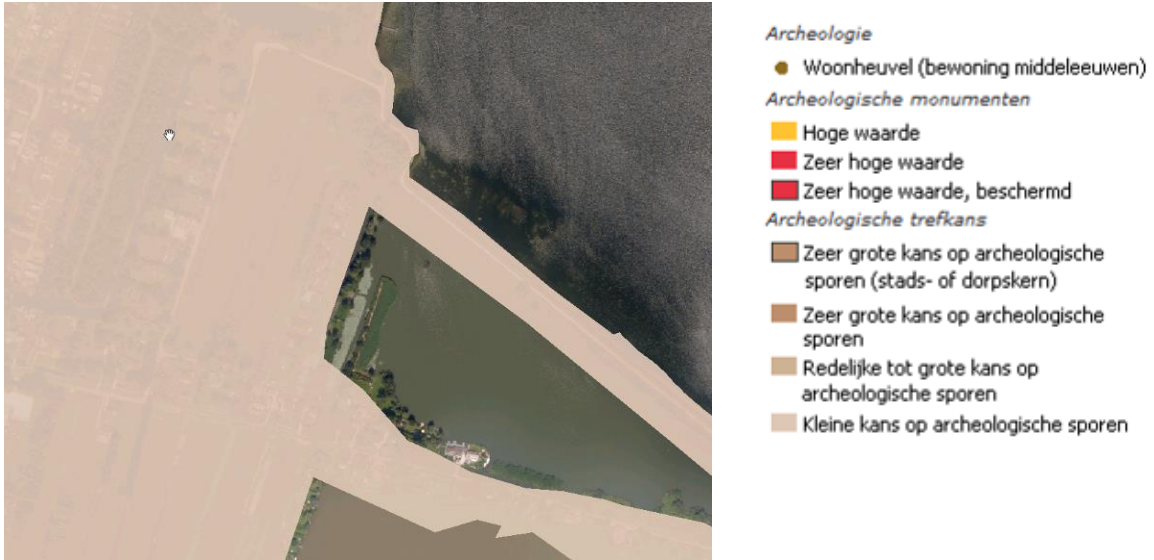 Archeologie
Woonheuvel (bewoning middeleeuwen)
Archeologische monumenten
Hoge waarde
Zeer hoge waarde
Zeer hoge waarde, beschermd
Archeologische trefkans
Zeer grote kans op archeologische
sporen (stads- of dorpskern)
Zeer grote kans op archeologische
sporen
Redelijke tot grote kans op
archeologische sporen
Kleine kans op archeologische sporen